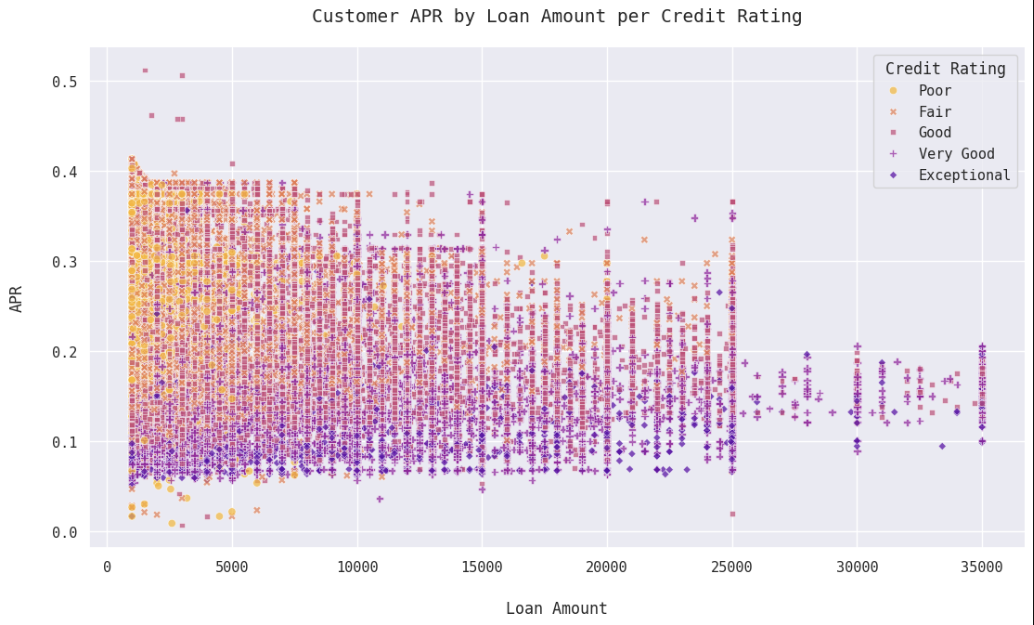 Customer APR by Loan Amount per Credit Rating
Credit Rating
Poor
Fair
Good
Very Good
Exceptional
APR
0.5
0.4
0.3
0.2
0.1
0.0
0
5000
10000
15000
20000
25000
30000
35000
Loan Amount